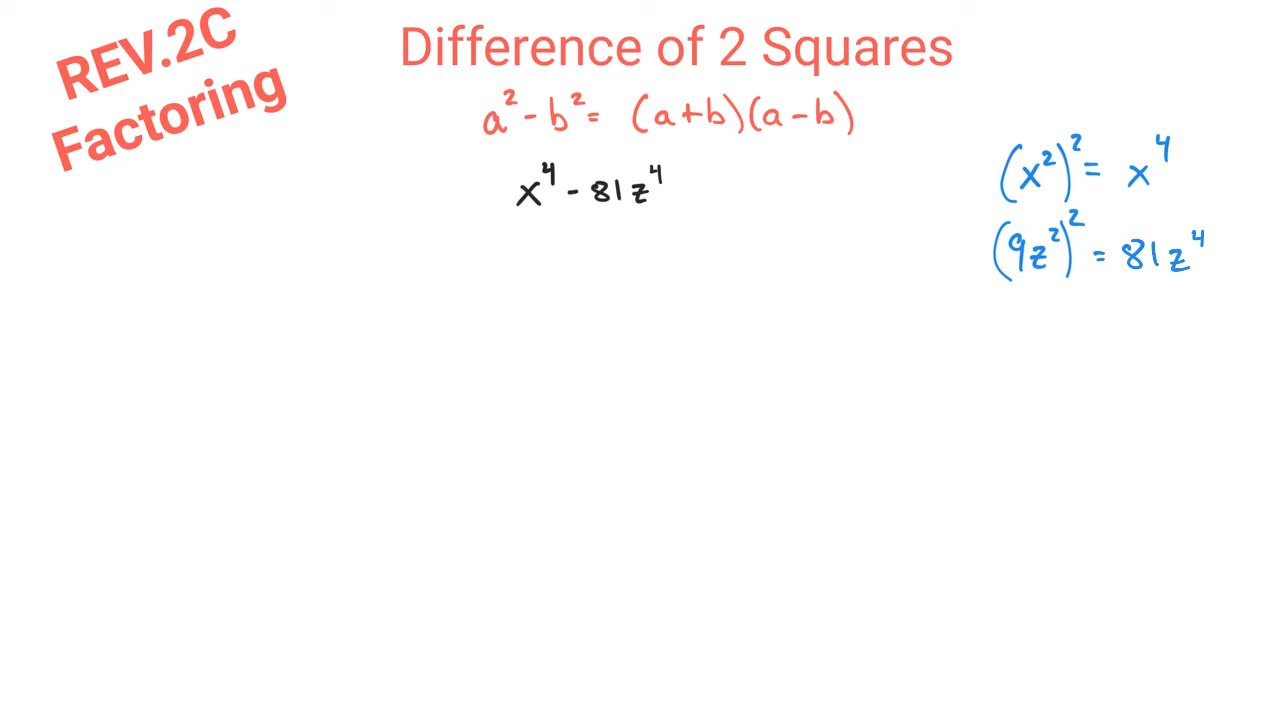 REV.2C
Factoring
Difference of 2 Squares
a² - b² = (a+b)(a-b)
x⁴ - 81z⁴
(x²)² = x⁴
(9z²)² = 81z⁴